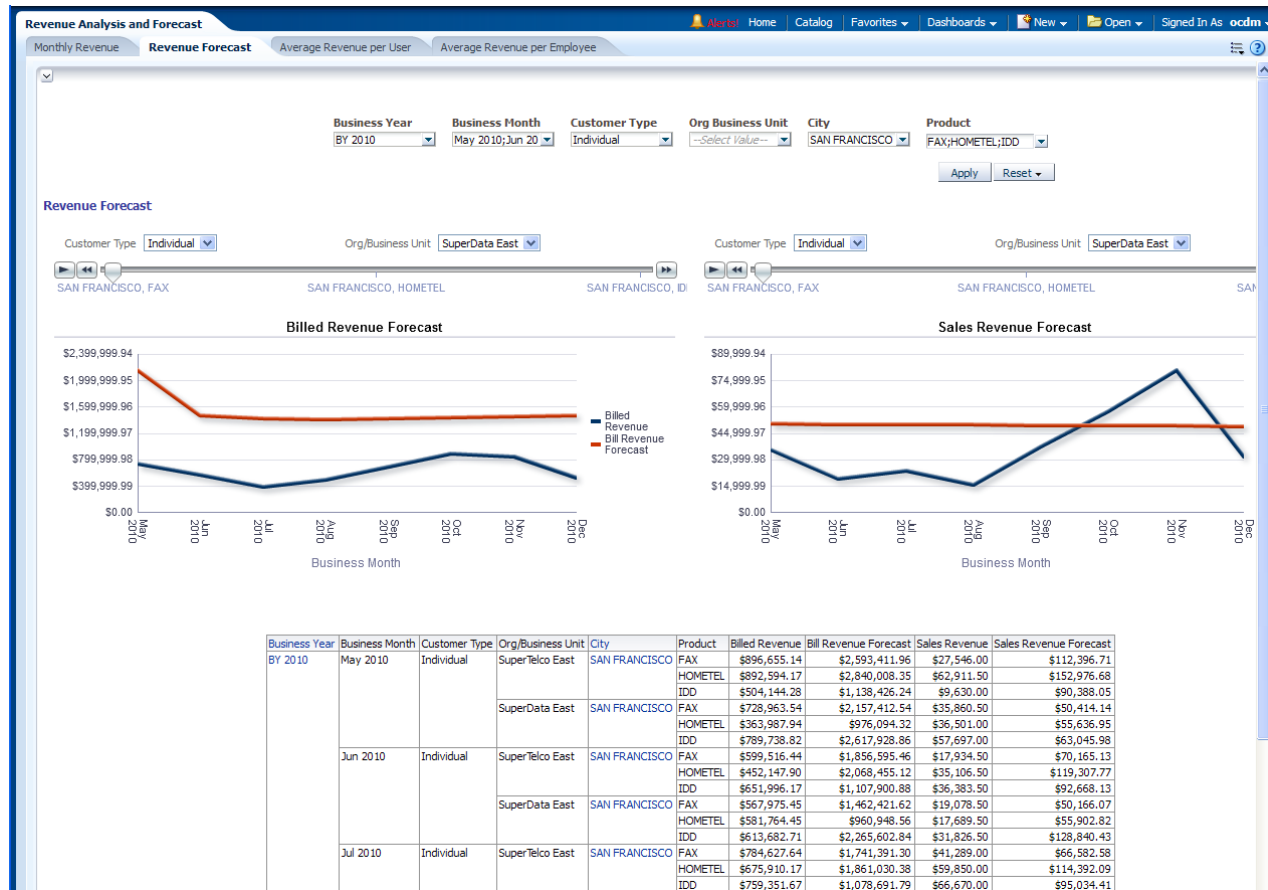 Revenue Analysis and Forecast
Alerts! Home Catalog Favorites Dashboards New Open Signed In As ocdm
Monthly Revenue Revenue Forecast Average Revenue per User Average Revenue per Employee
Business Year Business Month Customer Type Org Business Unit City Product
BY 2010 May 2010;Jun 20 Individual --Select Value-- SAN FRANCISCO FAX;HOMETEL;IDD
Apply Reset
Revenue Forecast
Customer Type Individual Org/Business Unit SuperData East
SAN FRANCISCO, FAX SAN FRANCISCO, HOMETEL SAN FRANCISCO, ID
Billed Revenue Forecast
$2,399,999.94
$1,999,999.95
$1,599,999.96
$1,199,999.97
$799,999.98
$399,999.99
$0.00
Billed Revenue
Bill Revenue Forecast
May 2010 Jun 2010 Jul 2010 Aug 2010 Sep 2010 Oct 2010 Nov 2010 Dec 2010
Business Month
Customer Type Individual Org/Business Unit SuperData East
SAN FRANCISCO, FAX SAN FRANCISCO, HOMETEL SAN
Sales Revenue Forecast
$89,999.94
$74,999.95
$59,999.96
$44,999.97
$29,999.98
$14,999.99
$0.00
May 2010 Jun 2010 Jul 2010 Aug 2010 Sep 2010 Oct 2010 Nov 2010 Dec 2010
Business Month
Business Year Business Month Customer Type Org/Business Unit City Product Billed Revenue Bill Revenue Forecast Sales Revenue Sales Revenue Forecast
BY 2010 May 2010 Individual SuperTelco East SAN FRANCISCO FAX $896,655.14 $2,593,411.96 $27,546.00 $112,396.71
HOMETEL $892,594.17 $2,840,008.35 $62,911.50 $152,976.68
IDD $504,144.28 $1,138,426.24 $9,630.00 $90,388.05
SuperData East SAN FRANCISCO FAX $728,963.54 $2,157,412.54 $35,860.50 $50,414.14
HOMETEL $363,987.94 $976,094.32 $36,501.00 $55,636.95
IDD $789,738.82 $2,617,928.86 $57,697.00 $63,045.98
Jun 2010 Individual SuperTelco East SAN FRANCISCO FAX $599,516.44 $1,856,595.46 $17,934.50 $70,165.13
HOMETEL $452,147.90 $2,068,455.12 $35,106.50 $119,307.77
IDD $651,996.17 $1,107,900.88 $36,383.50 $92,668.13
SuperData East SAN FRANCISCO FAX $567,975.45 $1,462,421.62 $19,078.50 $50,166.07
HOMETEL $581,764.45 $960,948.56 $17,689.50 $55,902.82
IDD $613,682.71 $2,265,602.84 $31,826.50 $128,840.43
Jul 2010 Individual SuperTelco East SAN FRANCISCO FAX $784,627.64 $1,741,391.30 $41,289.00 $66,582.58
HOMETEL $675,910.17 $1,861,030.38 $59,850.00 $114,392.09
IDD $759,351.67 $1,078,691.79 $66,670.00 $95,034.41